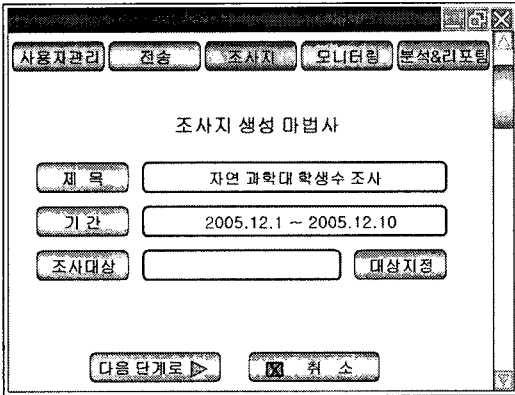 사용자관리 전송 조사지 모니터링 분석&리포팅
조사지 생성 마법사
제 목 자연 과학대 학생수 조사
기 간 2005.12.1 ~ 2005.12.10
조사대상 대상지정
다음 단계로 취 소